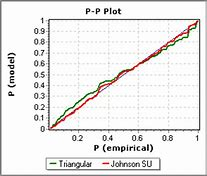 P-P Plot
P (model)
1
0.9
0.8
0.7
0.6
0.5
0.4
0.3
0.2
0.1
0 0.2 0.4 0.6 0.8 1
P (empirical)
Triangular Johnson SU